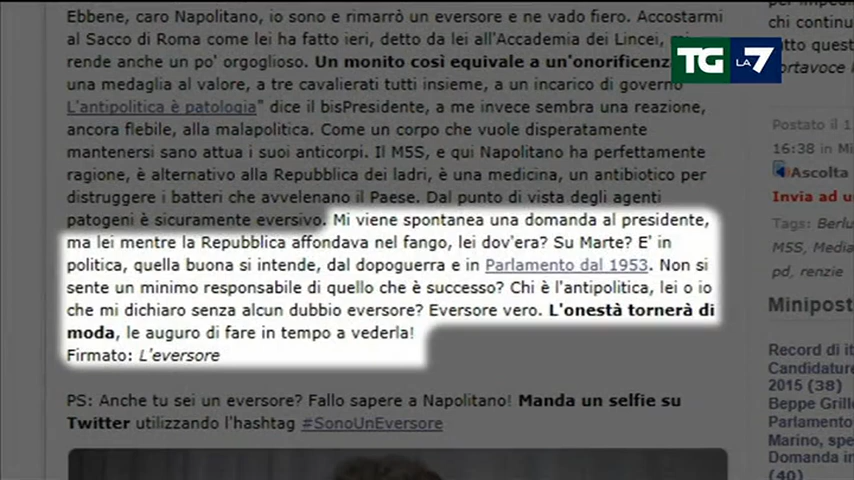 Ebbene, caro Napolitano, io sono e rimarrò un eversore e ne vado fiero. Accostarmi
al Sacco di Roma come lei ha fatto ieri, detto da lei all'Accademia dei Lincei,
rende anche un po' orgoglioso. Un monito così equivale a un'onorificenza
una medaglia al valore, a tre cavalierati tutti insieme, a un incarico di governo
L'antipolitica è patologia" dice il bisPresidente, a me invece sembra una reazione,
ancora flebile, alla malapolitica. Come un corpo che vuole disperatamente
mantenersi sano attua i suoi anticorpi. Il M5S, e qui Napolitano ha perfettamente
ragione, è alternativo alla Repubblica dei ladri, è una medicina, un antibiotico per
distruggere i batteri che avvelenano il Paese. Dal punto di vista degli agenti
patogeni è sicuramente eversivo. Mi viene spontanea una domanda al presidente,
ma lei mentre la Repubblica affondava nel fango, lei dov'era? Su Marte? E' in
politica, quella buona si intende, dal dopoguerra e in Parlamento dal 1953. Non si
sente un minimo responsabile di quello che è successo? Chi è l'antipolitica, lei o io
che mi dichiaro senza alcun dubbio eversore? Eversore vero. L'onestà tornerà di
moda, le auguro di fare in tempo a vederla!
Firmato: L'eversore
PS: Anche tu sei un eversore? Fallo sapere a Napolitano! Manda un selfie su
Twitter utilizzando l'hashtag #SonoUnEversore
TG LA 7
chi continu
tutto quest
portavoce
Postato il 1
16:38 in Mi
Ascolta
Invia ad u
Tags: Berlu
M5S, Media
pd, renzie
Minipost
Record di it
Candidature
2015 (38)
Beppe Grill
Parlamento
Marino, spe
Domanda in
(40)